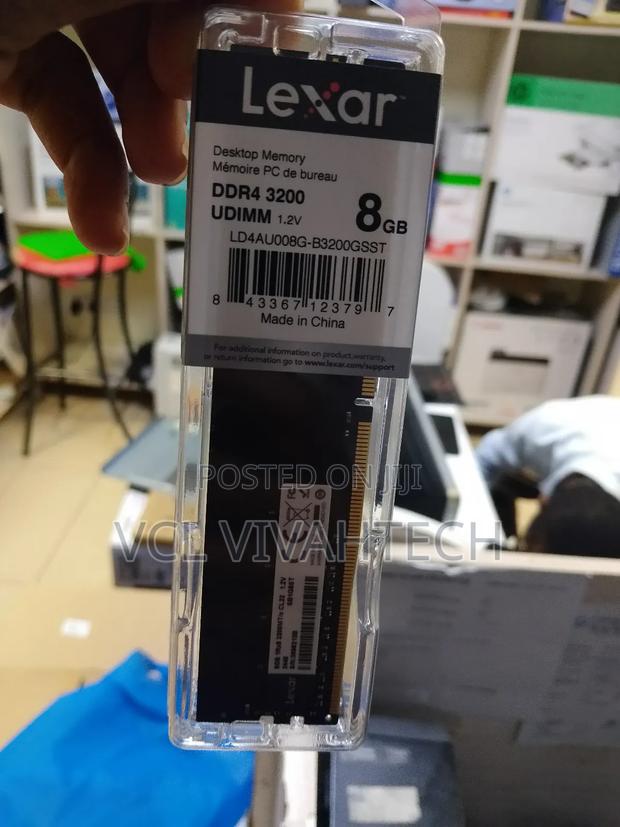 Lexar
Desktop Memory
Mémoire PC de bureau
DDR4 3200
UDIMM 1.2V
8GB
LD4AU008G-B3200GSST
8 43367 12379 7
Made in China
For additional information on product, warranty,
or return information go to www.lexar.com/support
POSTED ON JIJI
VCL VIVAHTECH
Lexar